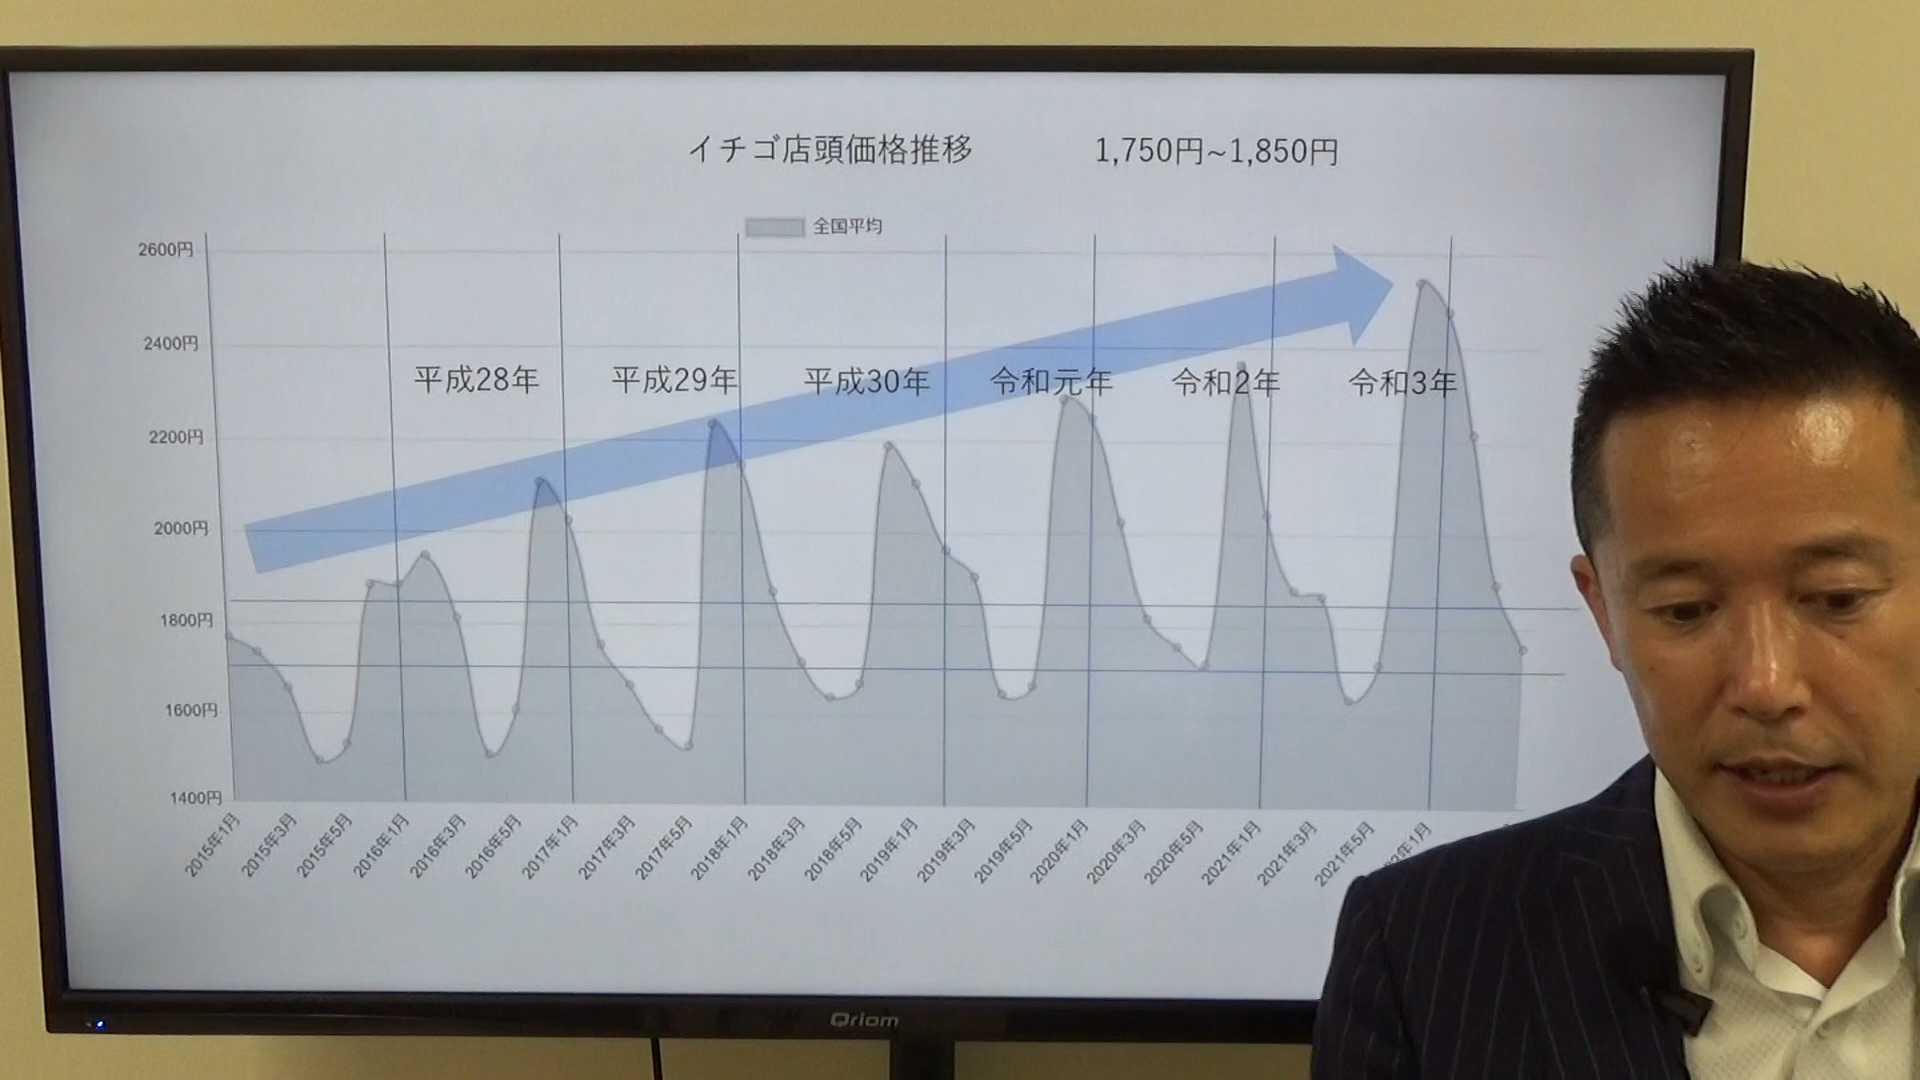 イチゴ店頭価格推移 1,750円~1,850円
全国平均
2600円
2400円
2200円
2000円
1800円
1600円
1400円
平成28年 平成29年 平成30年 令和元年 令和2年 令和3年
2015年1月 2015年3月 2015年5月 2016年1月 2016年3月 2016年5月 2017年1月 2017年3月 2017年5月 2018年1月 2018年3月 2018年5月 2019年1月 2019年3月 2019年5月 2020年1月 2020年3月 2020年5月 2021年1月 2021年3月 2021年5月 年1月
Qriom